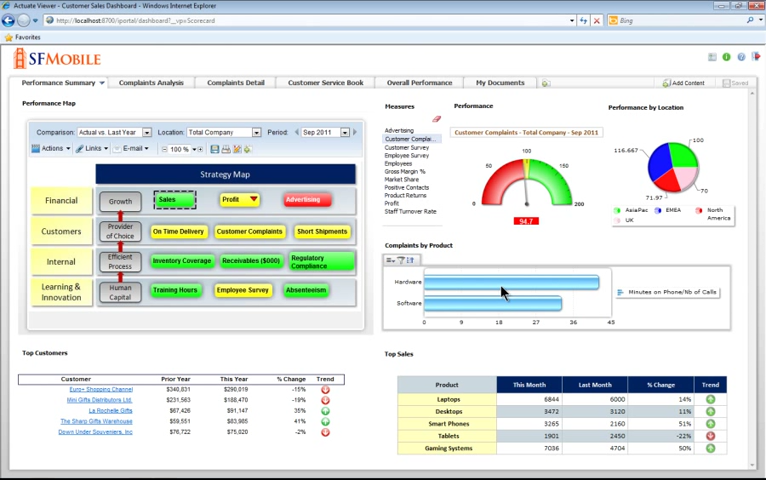 Actuate Viewer - Customer Sales Dashboard - Windows Internet Explorer
http://localhost:8700/iportal/dashboard?__vp=Scorecard
Bing
Favorites
SFMOBILE
Performance Summary
Complaints Analysis
Complaints Detail
Customer Service Book
Overall Performance
My Documents
Add Content
Saved
Performance Map
Comparison: Actual vs. Last Year Location: Total Company Period: Sep 2011
Actions Links E-mail 100 %
Strategy Map
Financial Growth Sales Profit Advertising
Customers Provider of Choice On Time Delivery Customer Complaints Short Shipments
Internal Efficient Process Inventory Coverage Receivables ($000) Regulatory Compliance
Learning & Innovation Human Capital Training Hours Employee Survey Absenteeism
Measures
Advertising
Customer Complai...
Customer Survey
Employee Survey
Employees
Gross Margin %
Market Share
Positive Contacts
Product Returns
Profit
Staff Turnover Rate
Performance
Customer Complaints - Total Company - Sep 2011
0 50 100 150 200
94.7
Performance by Location
116.667 100
71.97 70
AsiaPac EMEA North America
UK
Complaints by Product
Hardware
Software
0 9 18 27 36 45
Minutes on Phone/Nb of Calls
Top Customers
Customer Prior Year This Year % Change Trend
Euro+ Shopping Channel $340,831 $290,019 -15%
Mini Gifts Distributors Ltd. $231,563 $188,470 -19%
La Rochelle Gifts $67,426 $91,147 35%
The Sharp Gifts Warehouse $59,551 $83,985 41%
Down Under Souveniers, Inc $76,722 $75,020 -2%
Top Sales
Product This Month Last Month % Change Trend
Laptops 6844 6000 14%
Desktops 3472 3120 11%
Smart Phones 3265 2160 51%
Tablets 1901 2450 -22%
Gaming Systems 7036 4704 50%